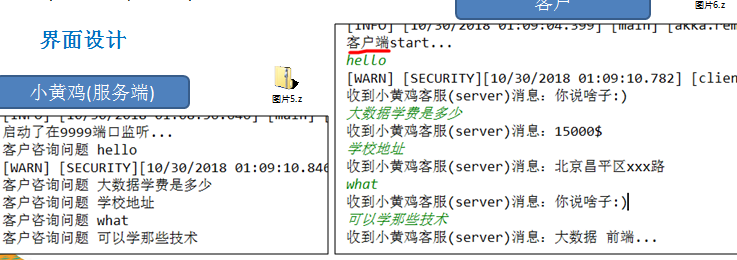 客户
图片6.z
界面设计
小黄鸡(服务端)
图片5.z
启动了在9999端口监听...
客户咨询问题 hello
[WARN] [SECURITY][10/30/2018 01:09:10.846
客户咨询问题 大数据学费是多少
客户咨询问题 学校地址
客户咨询问题 what
客户咨询问题 可以学那些技术
[INFO] [10/30/2018 01:09:04.399] [main] [akka.rem
客户端start...
hello
[WARN] [SECURITY][10/30/2018 01:09:10.782] [clien
收到小黄鸡客服(server)消息: 你说啥子:)
大数据学费是多少
收到小黄鸡客服(server)消息: 15000$
学校地址
收到小黄鸡客服(server)消息: 北京昌平区xxx路
what
收到小黄鸡客服(server)消息: 你说啥子:)
可以学那些技术
收到小黄鸡客服(server)消息: 大数据 前端...